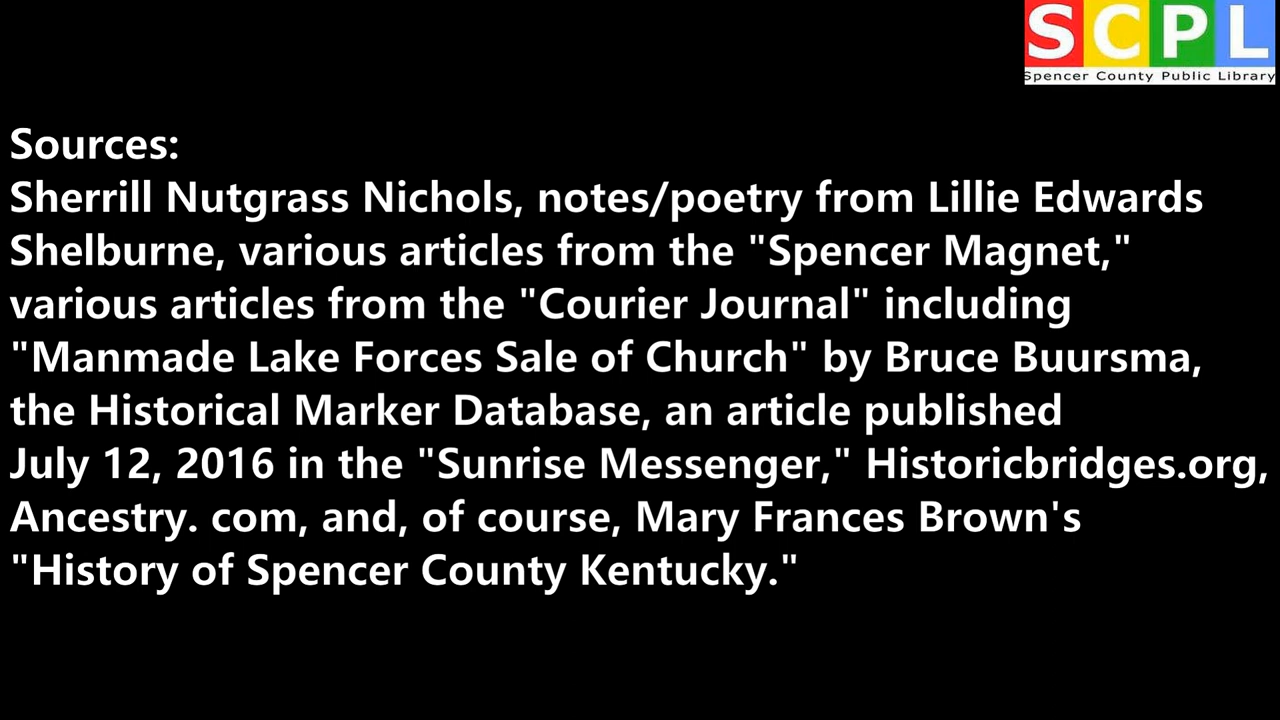 SCPL
Spencer County Public Library
Sources:
Sherrill Nutgrass Nichols, notes/poetry from Lillie Edwards
Shelburne, various articles from the "Spencer Magnet,"
various articles from the "Courier Journal" including
"Manmade Lake Forces Sale of Church" by Bruce Buursma,
the Historical Marker Database, an article published
July 12, 2016 in the "Sunrise Messenger," Historicbridges.org,
Ancestry. com, and, of course, Mary Frances Brown's
"History of Spencer County Kentucky."